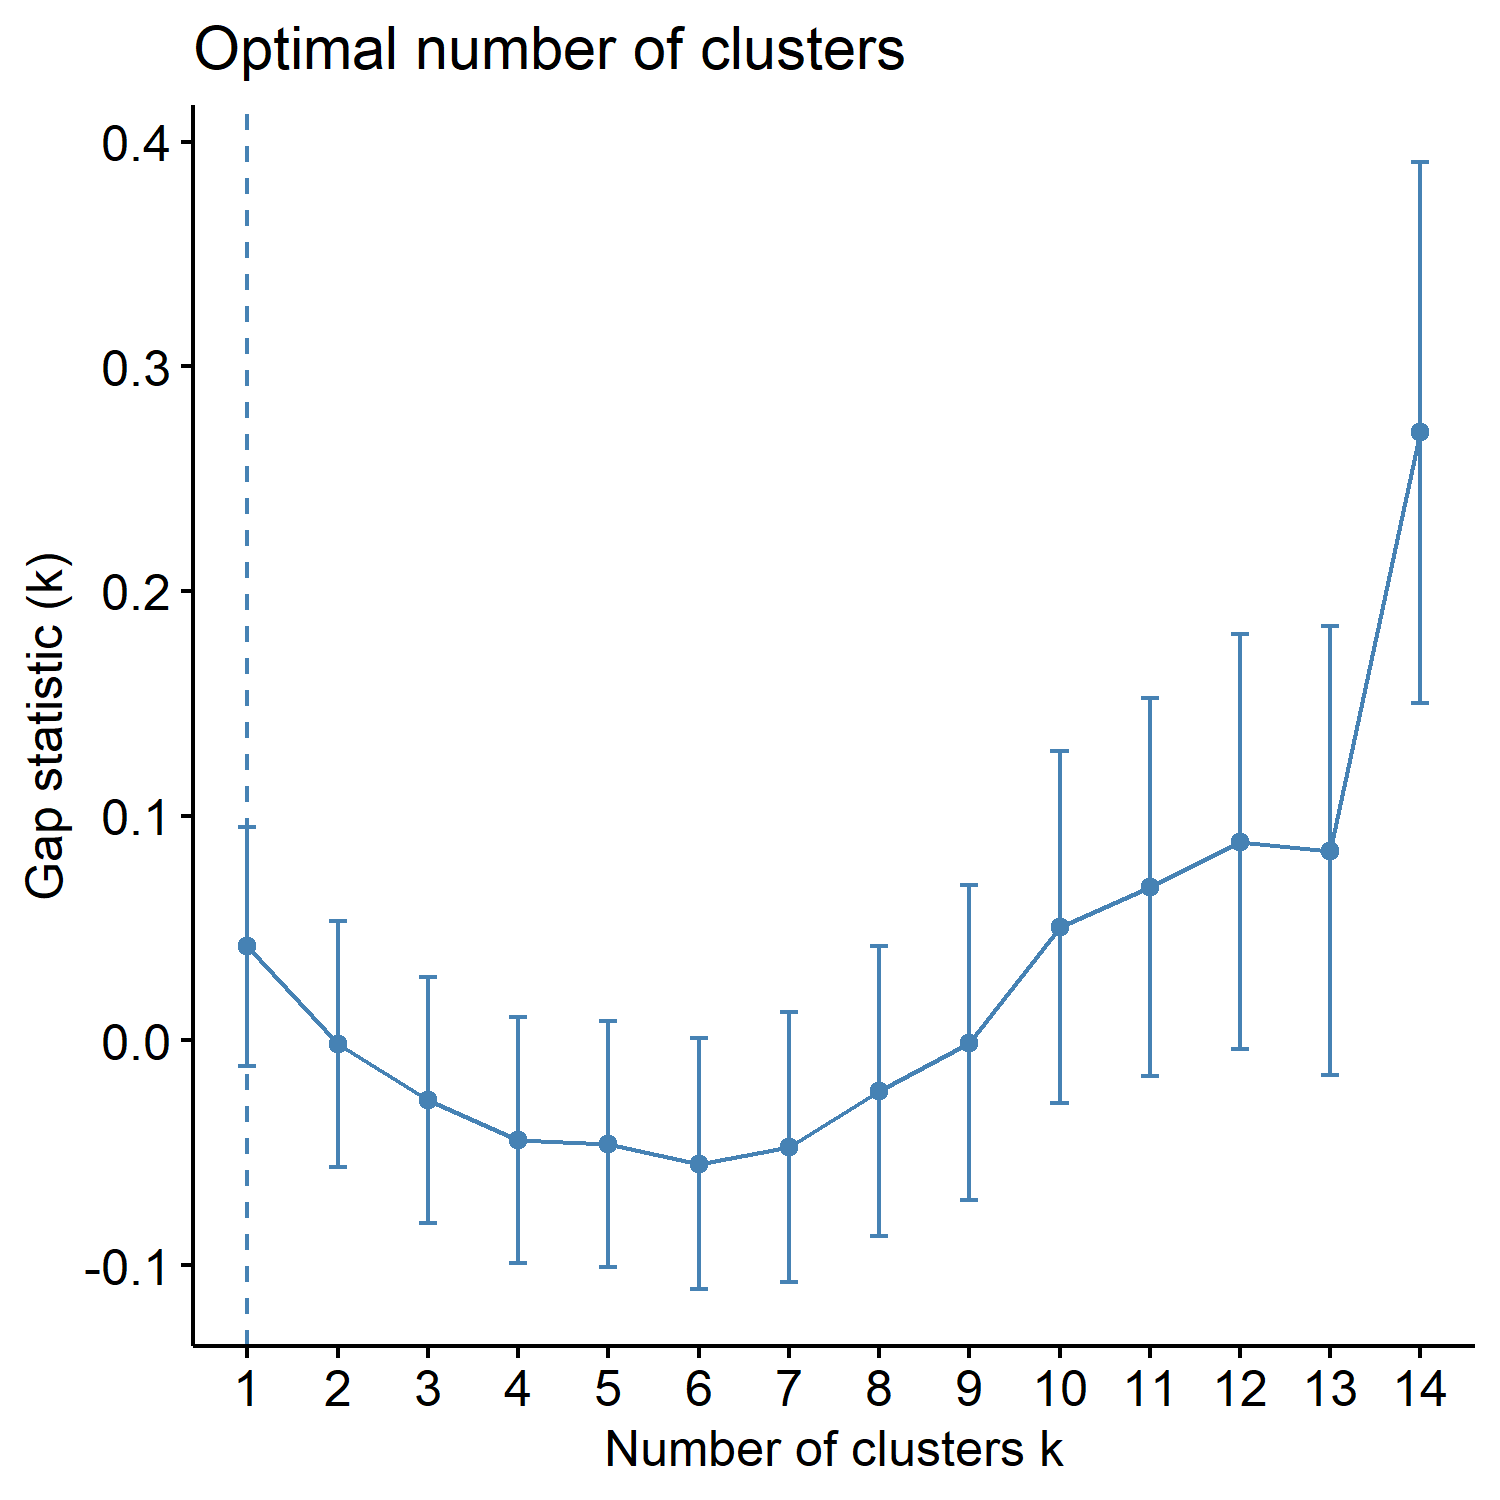 Optimal number of clusters
Gap statistic (k)
0.4
0.3
0.2
0.1
0.0
-0.1
1 2 3 4 5 6 7 8 9 10 11 12 13 14
Number of clusters k